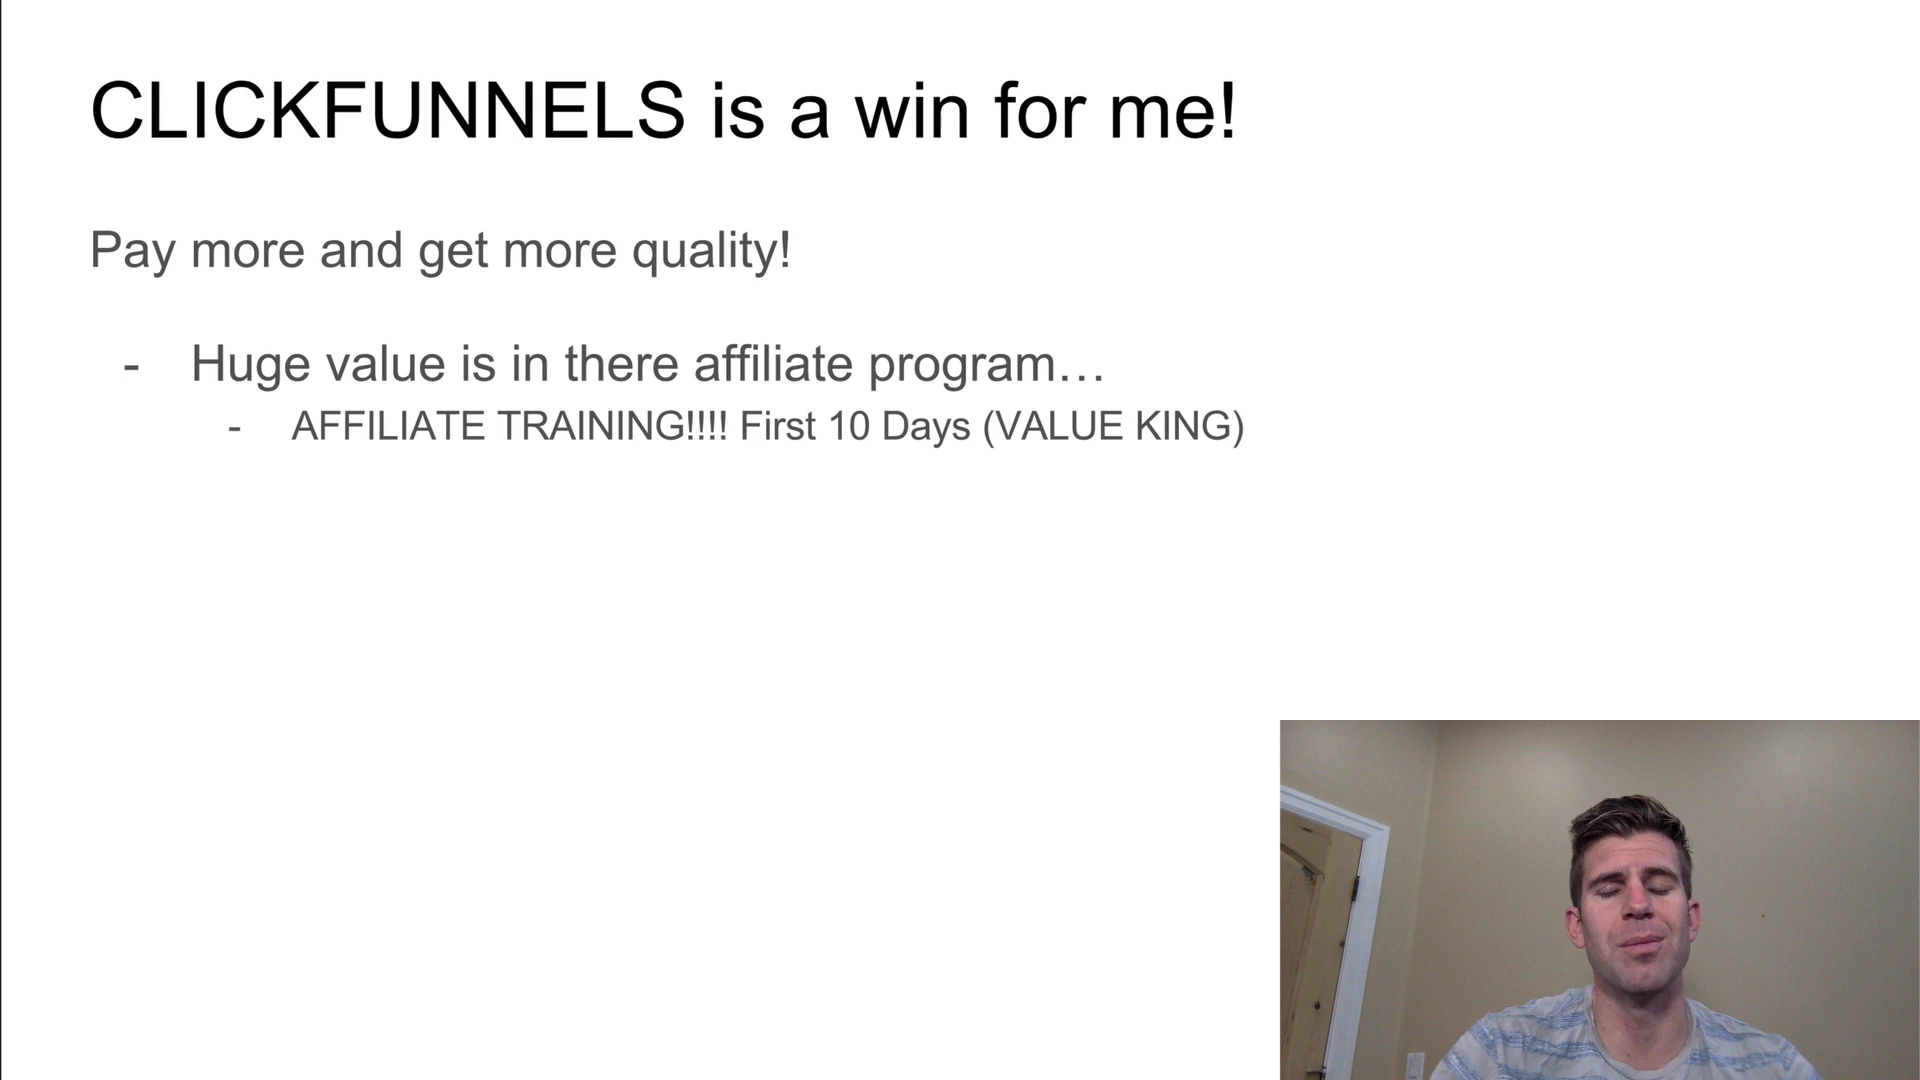 CLICKFUNNELS is a win for me!
Pay more and get more quality!
- Huge value is in there affiliate program…
- AFFILIATE TRAINING!!!! First 10 Days (VALUE KING)